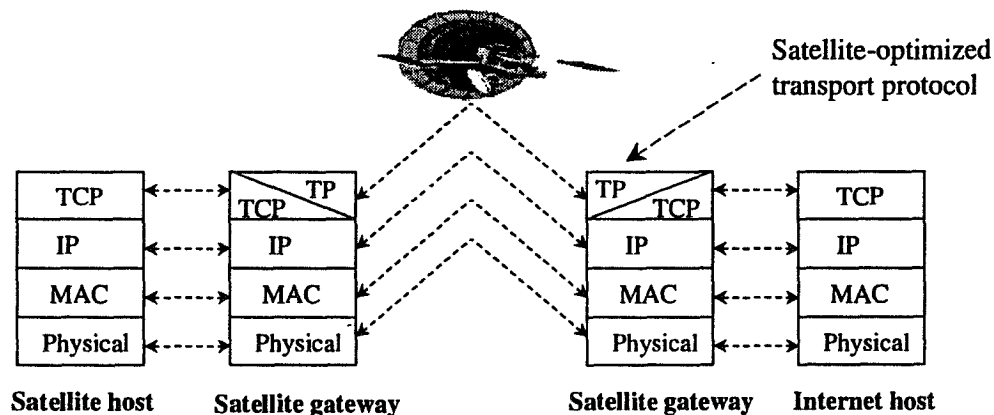 Satellite-optimized
transport protocol
TCP
TP
TCP
TP
TCP
TCP
IP
IP
IP
IP
MAC
MAC
MAC
MAC
Physical
Physical
Physical
Physical
Satellite host
Satellite gateway
Satellite gateway
Internet host